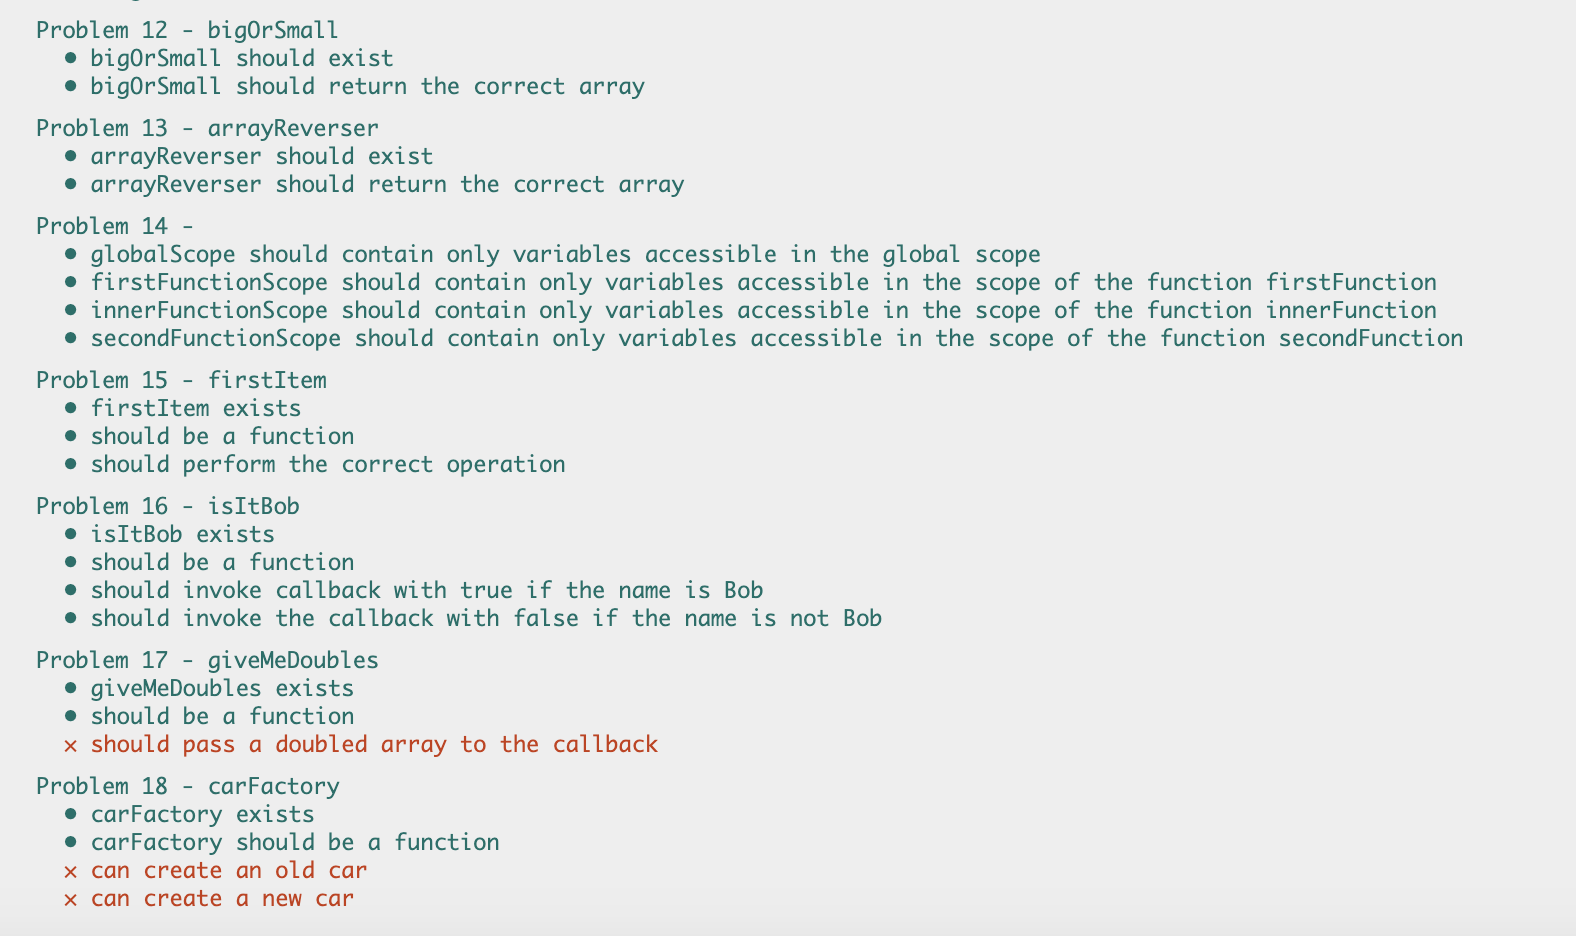 Problem 12 - bigOrSmall
• bigOrSmall should exist
• bigOrSmall should return the correct array
Problem 13 - arrayReverser
• arrayReverser should exist
• arrayReverser should return the correct array
Problem 14 -
• globalScope should contain only variables accessible in the global scope
• firstFunctionScope should contain only variables accessible in the scope of the function firstFunction
• innerFunctionScope should contain only variables accessible in the scope of the function innerFunction
• secondFunctionScope should contain only variables accessible in the scope of the function secondFunction
Problem 15 - firstItem
• firstItem exists
• should be a function
• should perform the correct operation
Problem 16 - isItBob
• isItBob exists
• should be a function
• should invoke callback with true if the name is Bob
• should invoke the callback with false if the name is not Bob
Problem 17 - giveMeDoubles
• giveMeDoubles exists
• should be a function
× should pass a doubled array to the callback
Problem 18 - carFactory
• carFactory exists
• carFactory should be a function
× can create an old car
× can create a new car